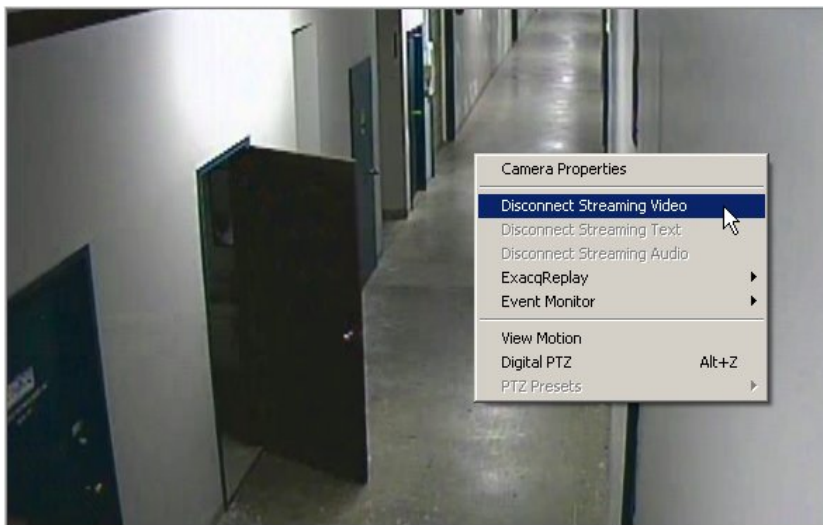 Camera Properties
Disconnect Streaming Video
Disconnect Streaming Text
Disconnect Streaming Audio
ExacqReplay
Event Monitor
View Motion
Digital PTZ Alt+Z
PTZ Presets